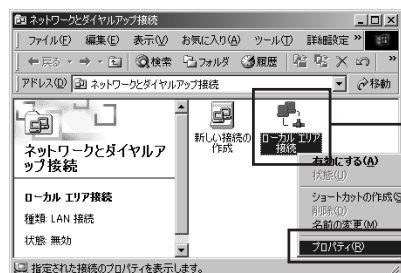 ネットワークとダイヤルアップ接続
ファイル(F) 編集(E) 表示(V) お気に入り(A) ツール(T) 詳細設定 »
戻る 検索 フォルダ 履歴 »
アドレス(D) ネットワークとダイヤルアップ接続 移動
ネットワークとダイヤルア
ップ接続
ローカル エリア接続
種類: LAN 接続
状態: 無効
新しい接続の
作成
ローカル エリア
接続
有効にする(A)
状態(U)
ショートカットの作成(S
削除(D)
名前の変更(M)
プロパティ(R)
指定された接続のプロパティを表示します。